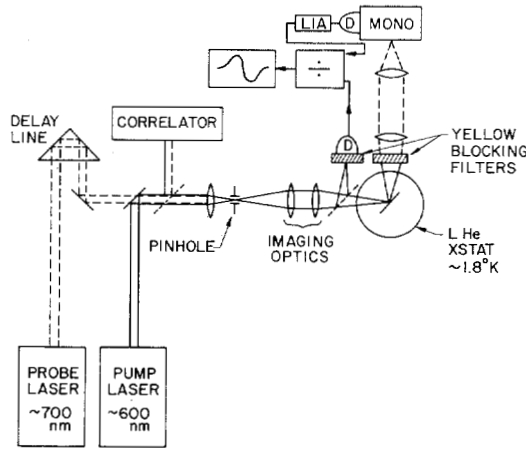 LIA
D
MONO
÷
DELAY
LINE
CORRELATOR
D
YELLOW
BLOCKING
FILTERS
PINHOLE
IMAGING
OPTICS
L He
XSTAT
~1.8°K
PROBE
LASER
~700
nm
PUMP
LASER
~600
nm